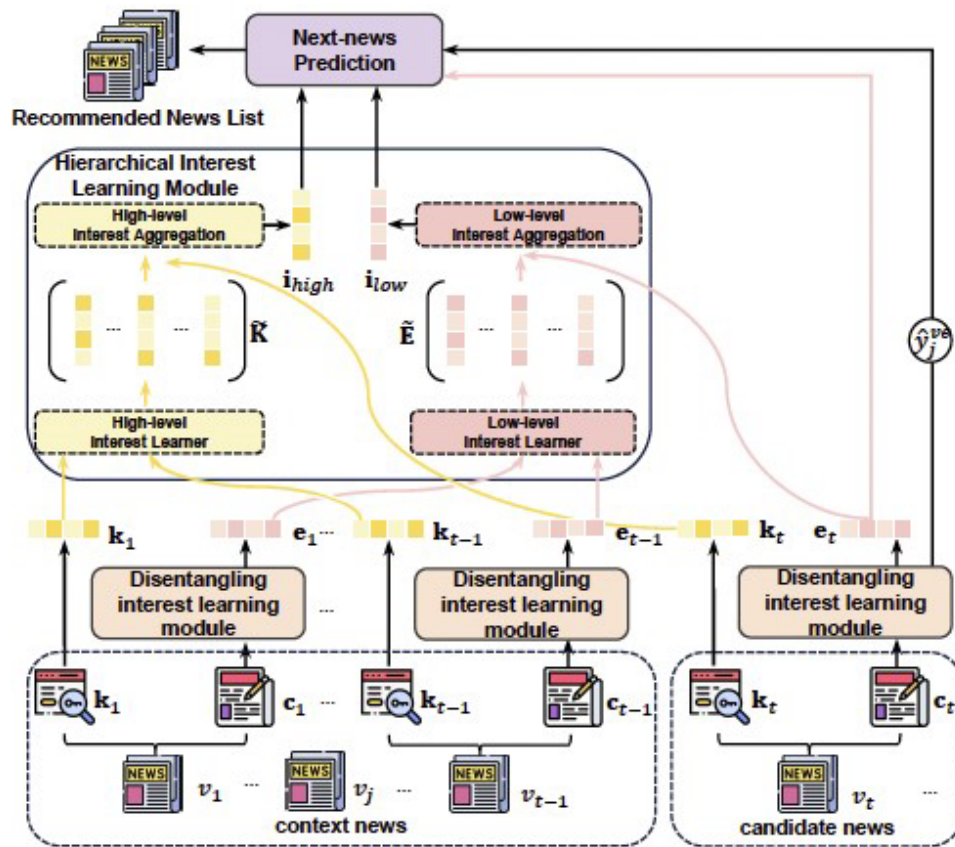 NEWS
Next-news
Prediction
Recommended News List
Hierarchical Interest
Learning Module
High-level
Interest Aggregation
Low-level
Interest Aggregation
i_high
i_low
... ... K̃
Ẽ ... ...
ŷ_j^{ve}
High-level
Interest Learner
Low-level
Interest Learner
k_1 e_1 ... k_{t-1} e_{t-1} k_t e_t
Disentangling
interest learning
module
...
Disentangling
interest learning
module
Disentangling
interest learning
module
k_1 c_1 ... k_{t-1} c_{t-1} k_t c_t
NEWS v_1 ... NEWS v_j ... NEWS v_{t-1} NEWS v_t ...
context news
candidate news